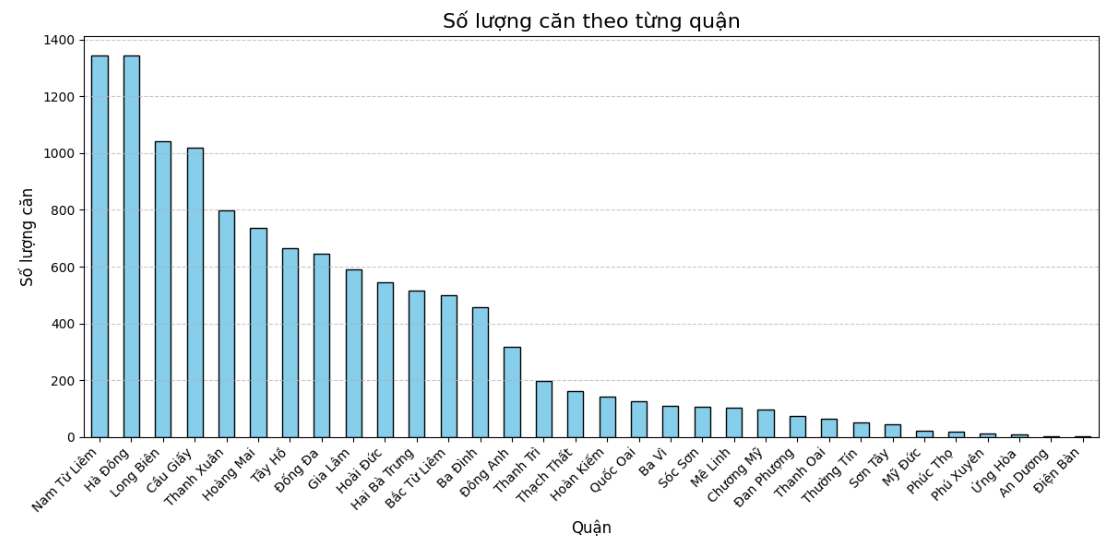 Số lượng căn theo từng quận
Số lượng căn
1400
1200
1000
800
600
400
200
0
Nam Từ Liêm
Hà Đông
Long Biên
Cầu Giấy
Thanh Xuân
Hoàng Mai
Tây Hồ
Đống Đa
Gia Lâm
Hoài Đức
Hai Bà Trưng
Bắc Từ Liêm
Ba Đình
Đông Anh
Thanh Trì
Thạch Thất
Hoàn Kiếm
Quốc Oai
Ba Vì
Sóc Sơn
Mê Linh
Chương Mỹ
Đan Phượng
Thanh Oai
Thường Tín
Sơn Tây
Mỹ Đức
Phúc Thọ
Phú Xuyên
Ứng Hòa
An Dương
Điện Bàn
Quận